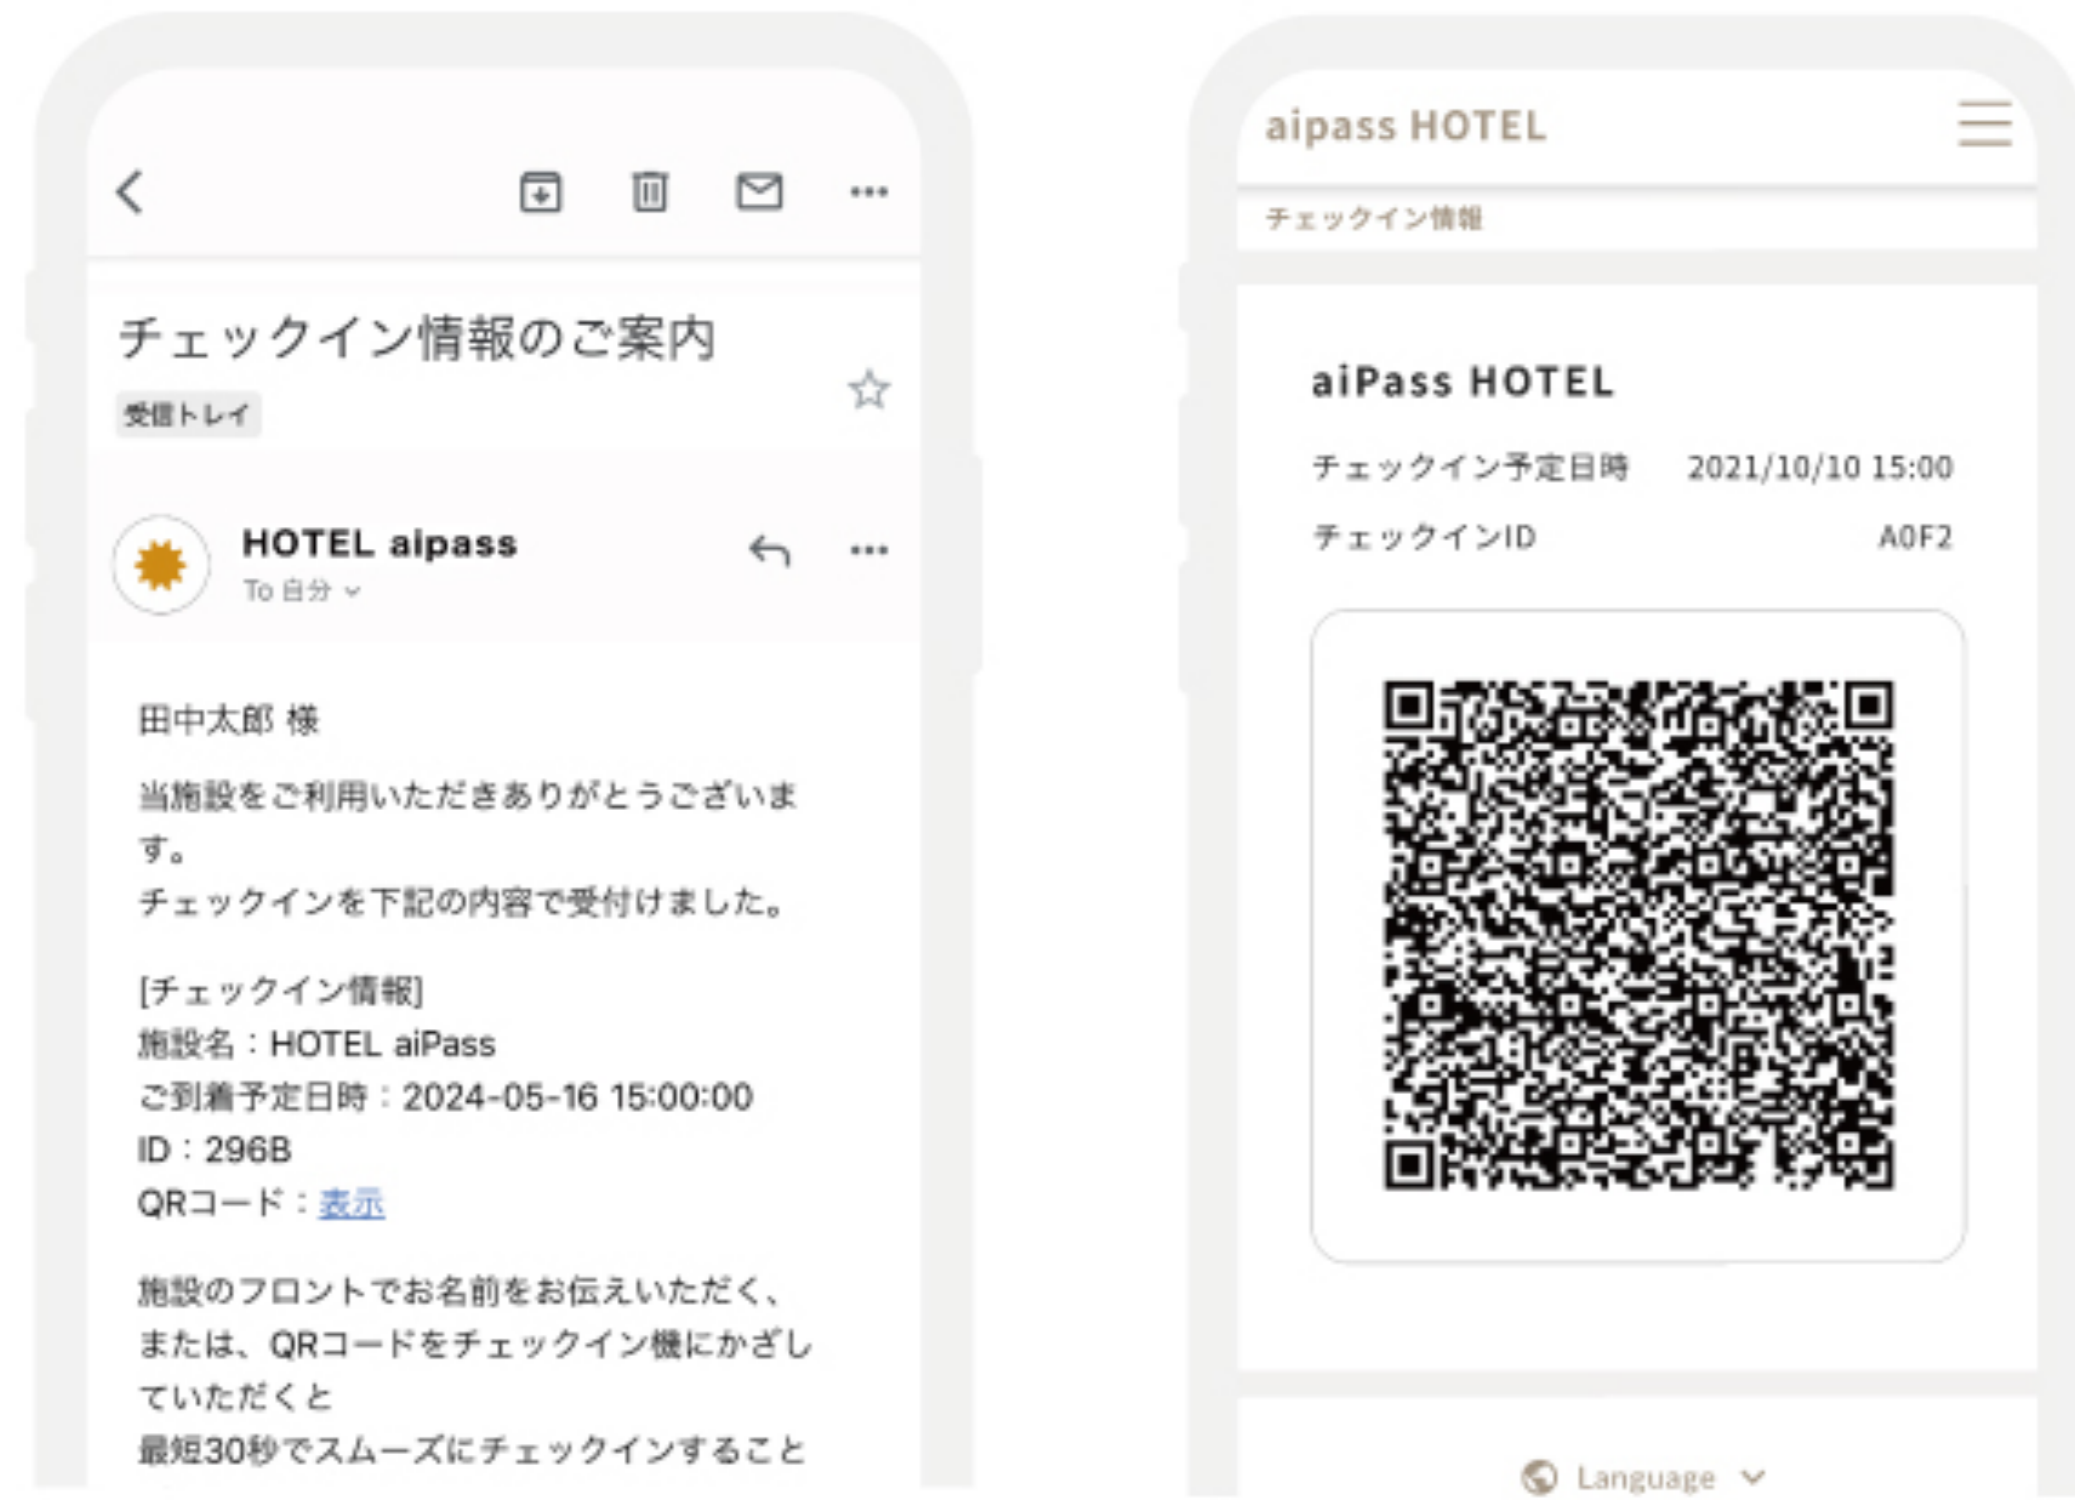 チェックイン情報のご案内
受信トレイ
HOTEL aipass
To 自分
田中太郎 様
当施設をご利用いただきありがとうございま
す。
チェックインを下記の内容で受付けました。
[チェックイン情報]
施設名：HOTEL aiPass
ご到着予定日時：2024-05-16 15:00:00
ID：296B
QRコード：表示
施設のフロントでお名前をお伝えいただく、
または、QRコードをチェックイン機にかざし
ていただくと
最短30秒でスムーズにチェックインすること
aipass HOTEL
チェックイン情報
aiPass HOTEL
チェックイン予定日時 2021/10/10 15:00
チェックインID A0F2
Language